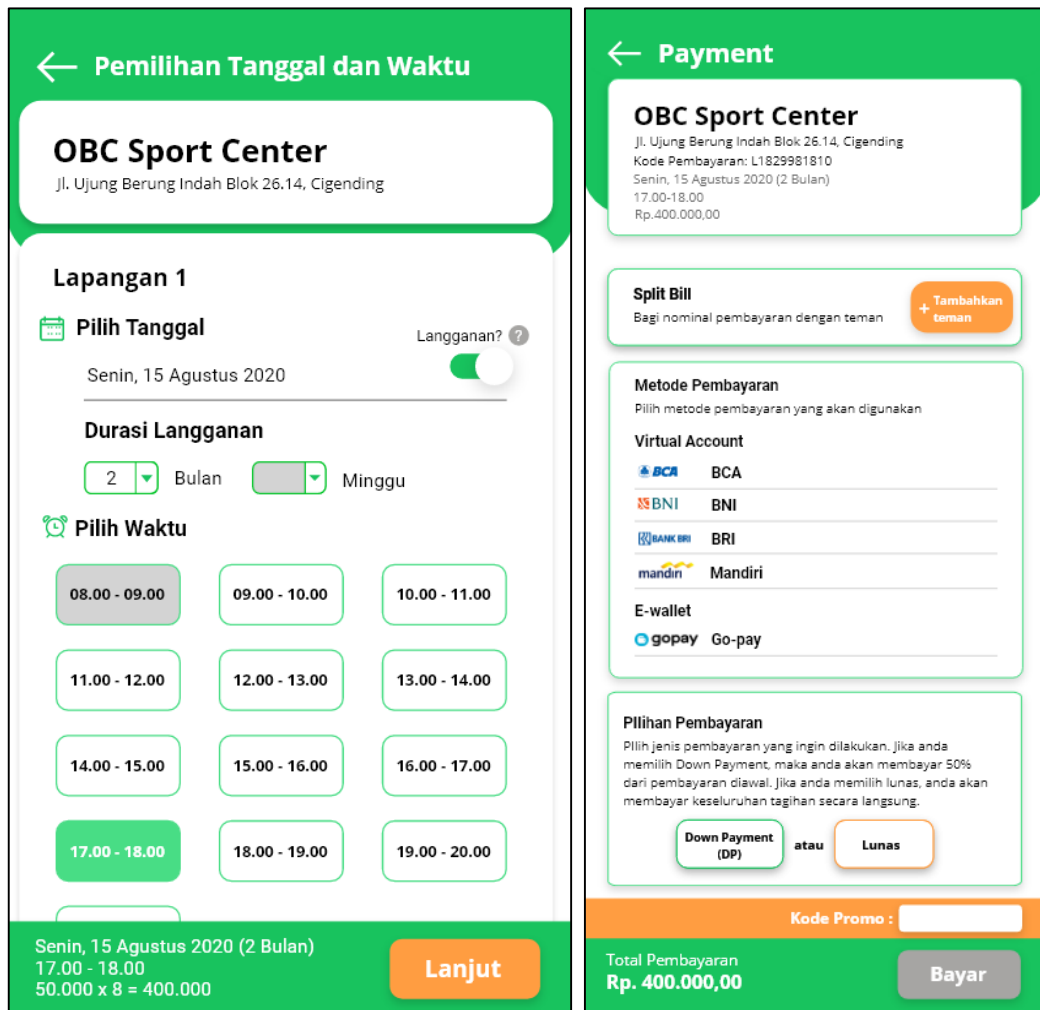 Pemilihan Tanggal dan Waktu
OBC Sport Center
Jl. Ujung Berung Indah Blok 26.14, Cigending
Lapangan 1
Pilih Tanggal
Langganan? ?
Senin, 15 Agustus 2020
Durasi Langganan
2 Bulan Minggu
Pilih Waktu
08.00 - 09.00 09.00 - 10.00 10.00 - 11.00
11.00 - 12.00 12.00 - 13.00 13.00 - 14.00
14.00 - 15.00 15.00 - 16.00 16.00 - 17.00
17.00 - 18.00 18.00 - 19.00 19.00 - 20.00
Senin, 15 Agustus 2020 (2 Bulan)
17.00 - 18.00
50.000 x 8 = 400.000
Lanjut
Payment
OBC Sport Center
Jl. Ujung Berung Indah Blok 26.14, Cigending
Kode Pembayaran: L1829981810
Senin, 15 Agustus 2020 (2 Bulan)
17.00-18.00
Rp.400.000,00
Split Bill
Bagi nominal pembayaran dengan teman
+ Tambahkan
teman
Metode Pembayaran
Pilih metode pembayaran yang akan digunakan
Virtual Account
BCA BCA
BNI BNI
BANK BRI BRI
mandiri Mandiri
E-wallet
gopay Go-pay
PIlihan Pembayaran
PIlih jenis pembayaran yang ingin dilakukan. Jika anda
memilih Down Payment, maka anda akan membayar 50%
dari pembayaran diawal. Jika anda memilih lunas, anda akan
membayar keseluruhan tagihan secara langsung.
Down Payment
(DP)
atau
Lunas
Kode Promo :
Total Pembayaran
Rp. 400.000,00
Bayar